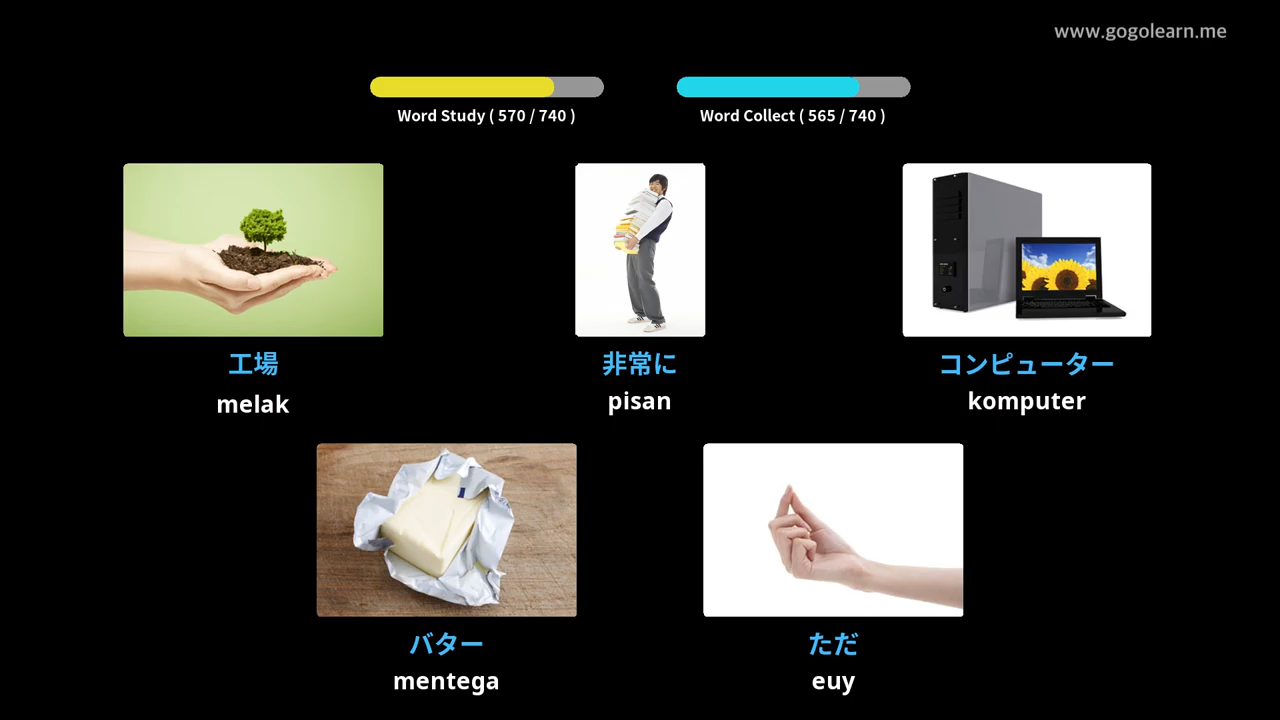 www.gogolearn.me
Word Study ( 570 / 740 )
Word Collect ( 565 / 740 )
工場
melak
非常に
pisan
コンピューター
komputer
バター
mentega
ただ
euy